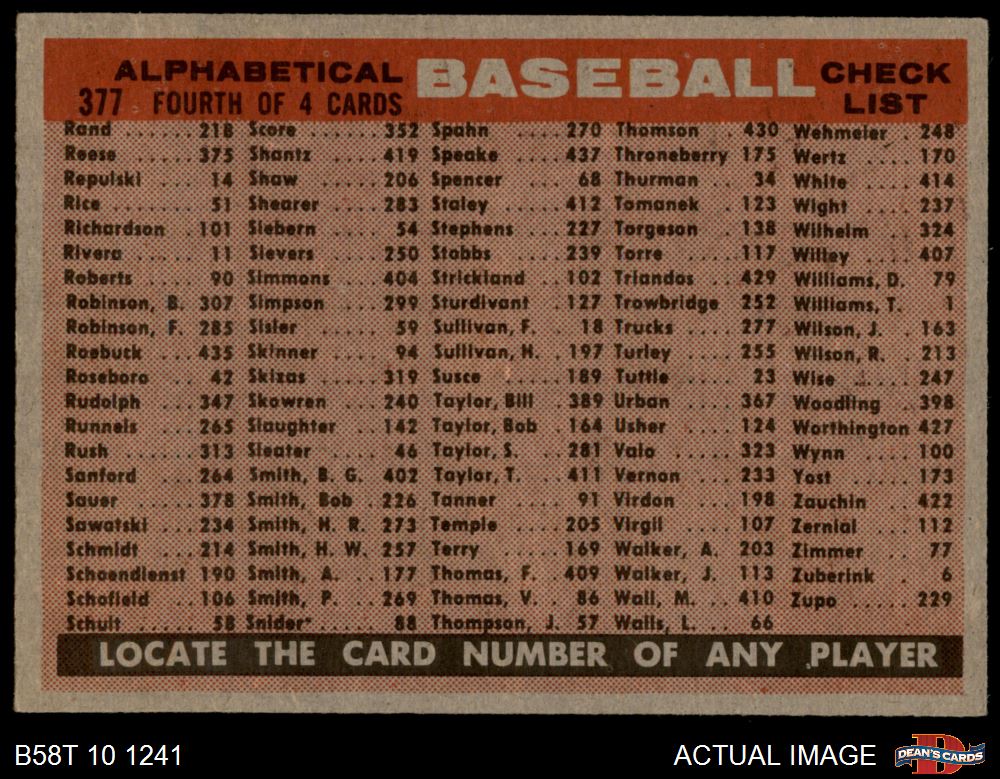 ALPHABETICAL BASEBALL CHECK LIST
377 FOURTH OF 4 CARDS
Rand ...... 218
Reese ...... 375
Repulski ... 14
Rice ...... 51
Richardson . 101
Rivera ..... 11
Roberts .... 90
Robinson, B. 307
Robinson, F. 285
Roebuck ... 435
Roseboro .. 42
Rudolph ... 347
Runnels ... 265
Rush ...... 313
Sanford ... 264
Sauer ..... 378
Sawatski .. 234
Schmidt ... 214
Schoendienst 190
Schofield .. 106
Schult ..... 58
Score ...... 352
Shantz ..... 419
Shaw ..... 206
Shearer .... 283
Siebern .... 54
Sievers .... 250
Simmons ... 404
Simpson ... 299
Sisler ..... 59
Skinner .... 94
Skizas .... 319
Skowren ... 240
Slaughter .. 142
Sleater .... 46
Smith, B. G. 402
Smith, Bob . 226
Smith, H. R. 273
Smith, H. W. 257
Smith, A. .. 177
Smith, P. .. 269
Snider* .... 88
Spahn .... 270
Speake .... 437
Spencer ... 68
Staley .... 412
Stephens ... 227
Stobbs .... 239
Strickland . 102
Sturdivant . 127
Sullivan, F. . 18
Sullivan, H. . 197
Susce ..... 189
Taylor, Bill . 389
Taylor, Bob . 164
Taylor, S. .. 281
Taylor, T. .. 411
Tanner .... 91
Temple .... 205
Terry ..... 169
Thomas, F. . 409
Thomas, V. . 86
Thompson, J. 57
Thomson .. 430
Throneberry 175
Thurman .. 34
Tomanek .. 123
Torgeson .. 138
Torre .... 117
Triandos .. 429
Trowbridge 252
Trucks ... 277
Turley .... 255
Tuttle .... 23
Urban .... 367
Usher .... 124
Valo ..... 323
Vernon ... 233
Virdon ... 198
Virgil .... 107
Walker, A. 203
Walker, J. 113
Wall, M. .. 410
Walls, L. .. 66
Wehmeier . 248
Wertz .... 170
White .... 414
Wight .... 237
Wilhelm .. 324
Willey ... 407
Williams, D. 79
Williams, T. 1
Wilson, J. . 163
Wilson, R. . 213
Wise .... 247
Woodling . 398
Worthington 427
Wynn .... 100
Yost .... 173
Zauchin .. 422
Zernial ... 112
Zimmer ... 77
Zuberink . 6
Zupo ..... 229
LOCATE THE CARD NUMBER OF ANY PLAYER
B58T 10 1241
ACTUAL IMAGE
D
DEAN'S CARDS